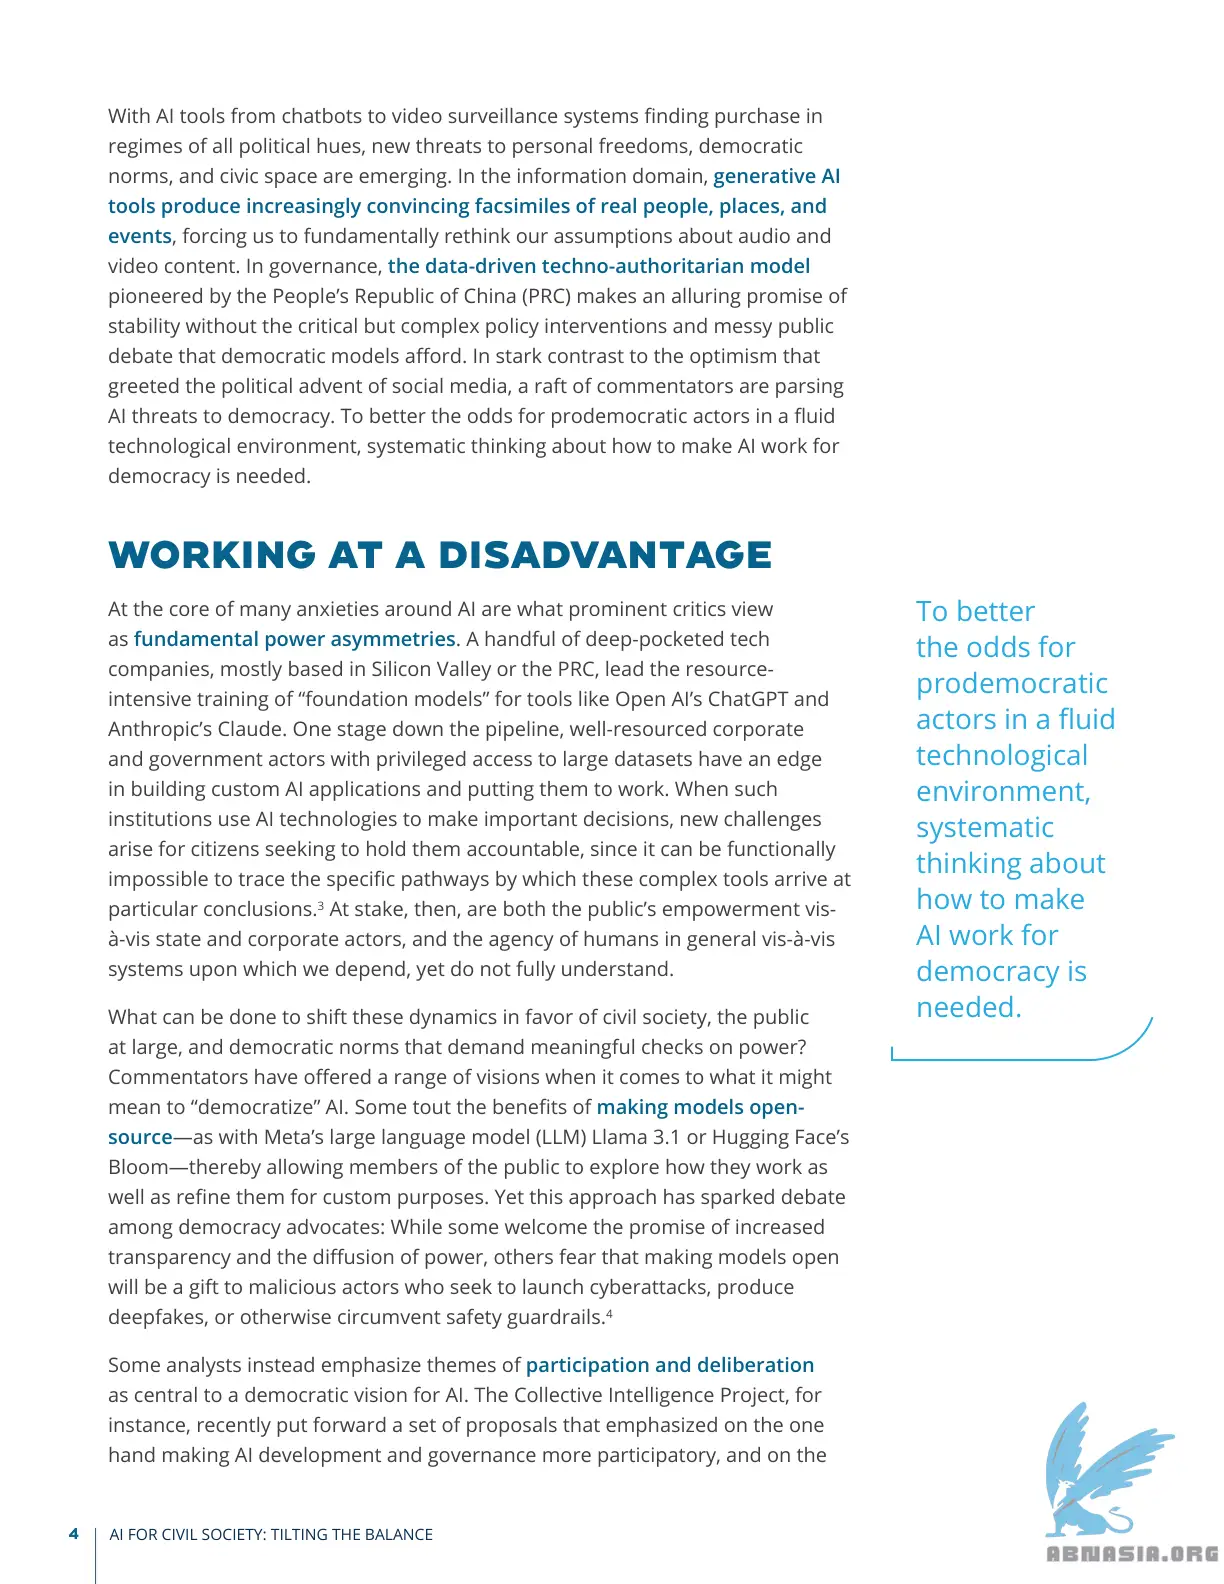 With AI tools from chatbots to video surveillance systems finding purchase in
regimes of all political hues, new threats to personal freedoms, democratic
norms, and civic space are emerging. In the information domain, generative AI
tools produce increasingly convincing facsimiles of real people, places, and
events, forcing us to fundamentally rethink our assumptions about audio and
video content. In governance, the data-driven techno-authoritarian model
pioneered by the People’s Republic of China (PRC) makes an alluring promise of
stability without the critical but complex policy interventions and messy public
debate that democratic models afford. In stark contrast to the optimism that
greeted the political advent of social media, a raft of commentators are parsing
AI threats to democracy. To better the odds for prodemocratic actors in a fluid
technological environment, systematic thinking about how to make AI work for
democracy is needed.
WORKING AT A DISADVANTAGE
At the core of many anxieties around AI are what prominent critics view
as fundamental power asymmetries. A handful of deep-pocketed tech
companies, mostly based in Silicon Valley or the PRC, lead the resource-
intensive training of “foundation models” for tools like Open AI’s ChatGPT and
Anthropic’s Claude. One stage down the pipeline, well-resourced corporate
and government actors with privileged access to large datasets have an edge
in building custom AI applications and putting them to work. When such
institutions use AI technologies to make important decisions, new challenges
arise for citizens seeking to hold them accountable, since it can be functionally
impossible to trace the specific pathways by which these complex tools arrive at
particular conclusions.³ At stake, then, are both the public’s empowerment vis-
à-vis state and corporate actors, and the agency of humans in general vis-à-vis
systems upon which we depend, yet do not fully understand.
What can be done to shift these dynamics in favor of civil society, the public
at large, and democratic norms that demand meaningful checks on power?
Commentators have offered a range of visions when it comes to what it might
mean to “democratize” AI. Some tout the benefits of making models open-
source—as with Meta’s large language model (LLM) Llama 3.1 or Hugging Face’s
Bloom—thereby allowing members of the public to explore how they work as
well as refine them for custom purposes. Yet this approach has sparked debate
among democracy advocates: While some welcome the promise of increased
transparency and the diffusion of power, others fear that making models open
will be a gift to malicious actors who seek to launch cyberattacks, produce
deepfakes, or otherwise circumvent safety guardrails.⁴
Some analysts instead emphasize themes of participation and deliberation
as central to a democratic vision for AI. The Collective Intelligence Project, for
instance, recently put forward a set of proposals that emphasized on the one
hand making AI development and governance more participatory, and on the
To better
the odds for
prodemocratic
actors in a fluid
technological
environment,
systematic
thinking about
how to make
AI work for
democracy is
needed.
4 AI FOR CIVIL SOCIETY: TILTING THE BALANCE
ABNASIA.ORG